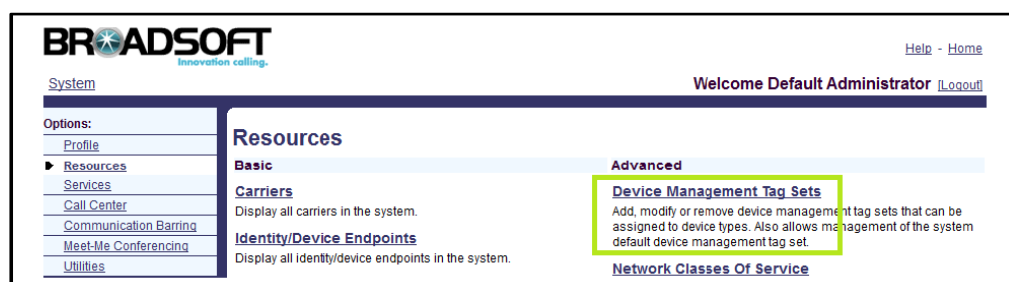 BROADSOFT
Innovation calling.
Help - Home
System
Welcome Default Administrator [Logout]
Options:
Profile
Resources
Services
Call Center
Communication Barring
Meet-Me Conferencing
Utilities
Resources
Basic
Carriers
Display all carriers in the system.
Identity/Device Endpoints
Display all identity/device endpoints in the system.
Advanced
Device Management Tag Sets
Add, modify or remove device management tag sets that can be
assigned to device types. Also allows management of the system
default device management tag set.
Network Classes Of Service